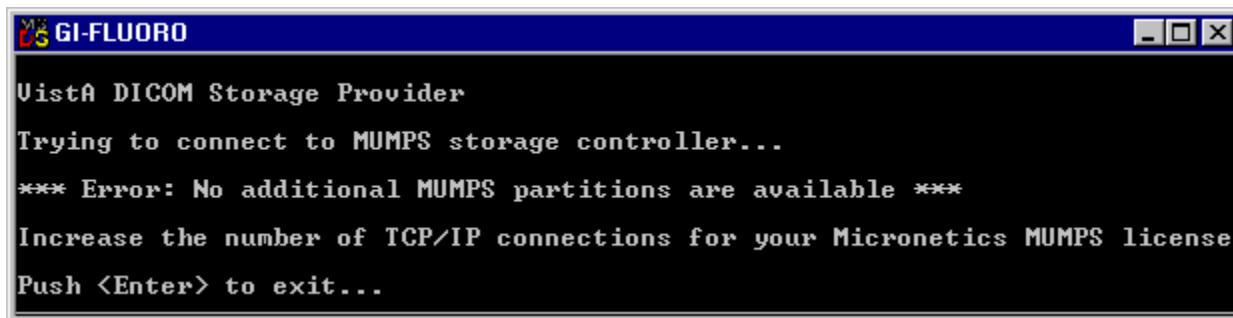 GI-FLUORO
VistA DICOM Storage Provider
Trying to connect to MUMPS storage controller...
*** Error: No additional MUMPS partitions are available ***
Increase the number of TCP/IP connections for your Micronetics MUMPS license
Push <Enter> to exit...